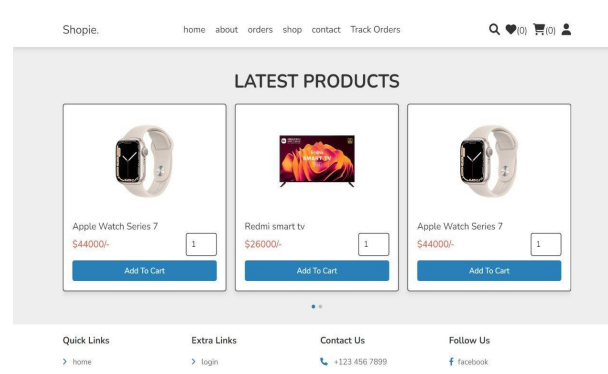 Shopie.
home about orders shop contact Track Orders
(0) (0)
LATEST PRODUCTS
SMART TV
Apple Watch Series 7
$44000/-
1
Add To Cart
Redmi smart tv
$26000/-
1
Add To Cart
Apple Watch Series 7
$44000/-
1
Add To Cart
Quick Links
Extra Links
Contact Us
Follow Us
home
login
+123 456 7899
facebook